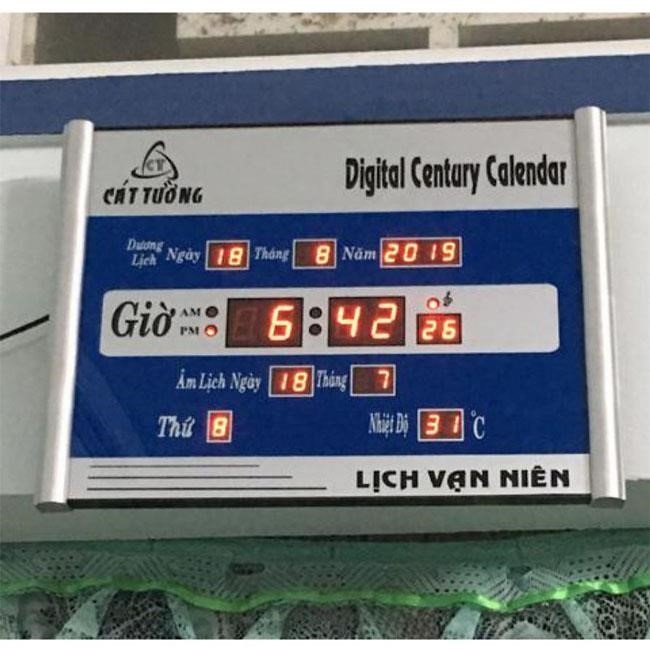 CT
CÁT TƯỜNG
Digital Century Calendar
Dương Lịch Ngày 18 Tháng 8 Năm 2019
Giờ AM PM 6:42 26
Âm Lịch Ngày 18 Tháng 7
Thứ 8 Nhiệt Độ 31 °C
LỊCH VẠN NIÊN